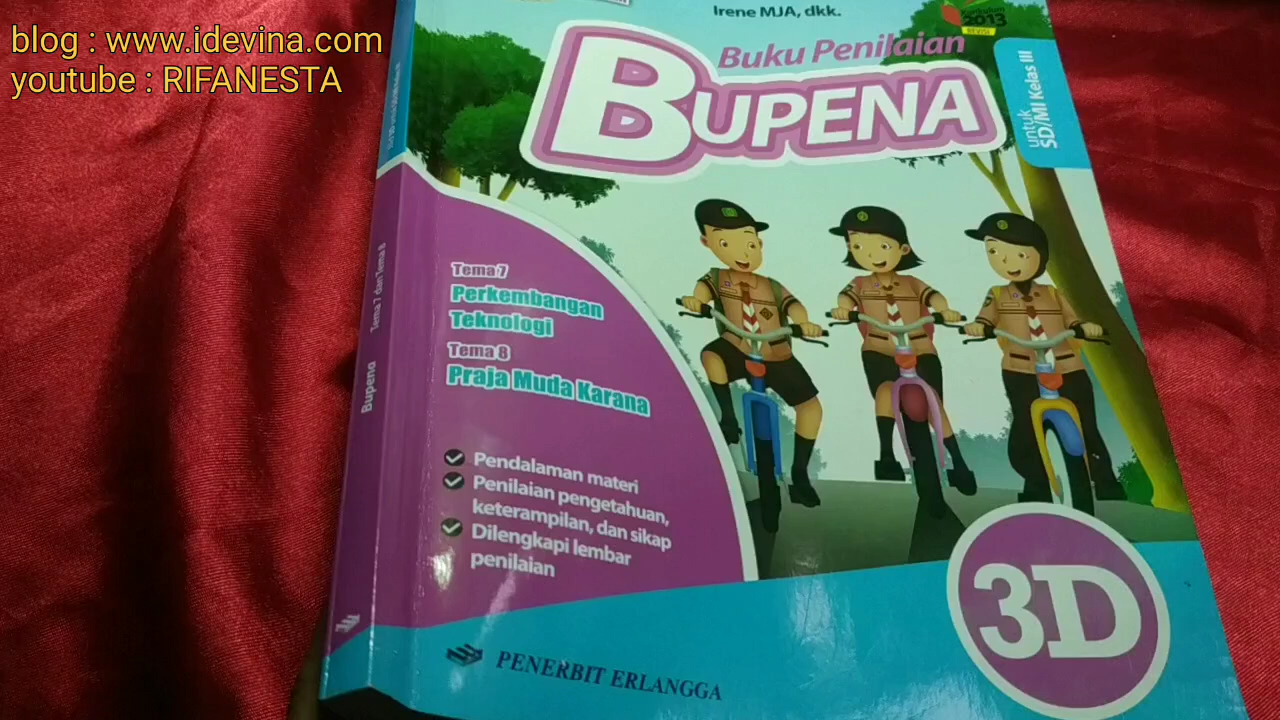 blog : www.idevina.com
youtube : RIFANESTA
Irene MJA, dkk.
Kurikulum
2013
REVISI
Buku Penilaian
BUPENA
untuk
SD/MI Kelas III
Tema 7
Perkembangan
Teknologi
Tema 8
Praja Muda Karana
Pendalaman materi
Penilaian pengetahuan,
keterampilan, dan sikap
Dilengkapi lembar
penilaian
3D
PENERBIT ERLANGGA
Bupena Tema 7 dan Tema 8